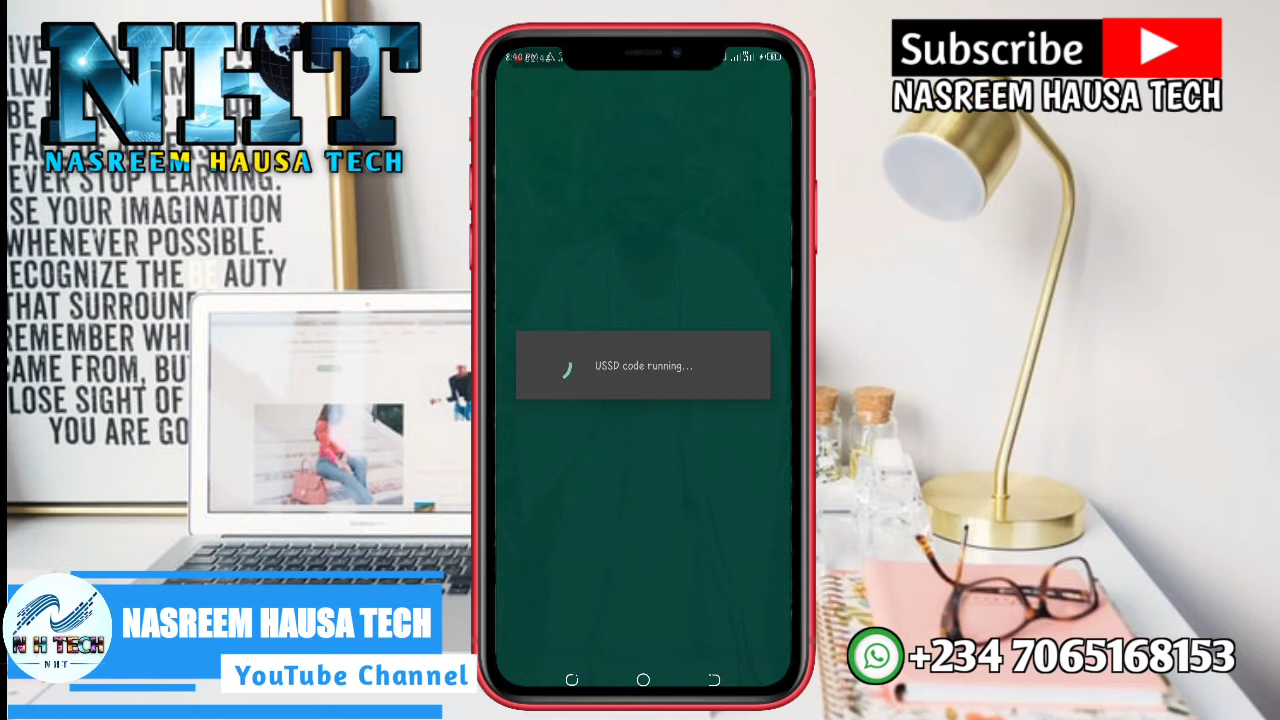 NHT
NASREEM HAUSA TECH
Subscribe
NASREEM HAUSA TECH
EVER STOP LEARNING.
SE YOUR IMAGINATION
WHENEVER POSSIBLE.
ECOGNIZE THE BE AUTY
THAT SURROUN
REMEMBER WH
CAME FROM, BU
LOSE SIGHT OF
YOU ARE GO
USSD code running...
N H TECH
NHT
NASREEM HAUSA TECH
YouTube Channel
+234 7065168153